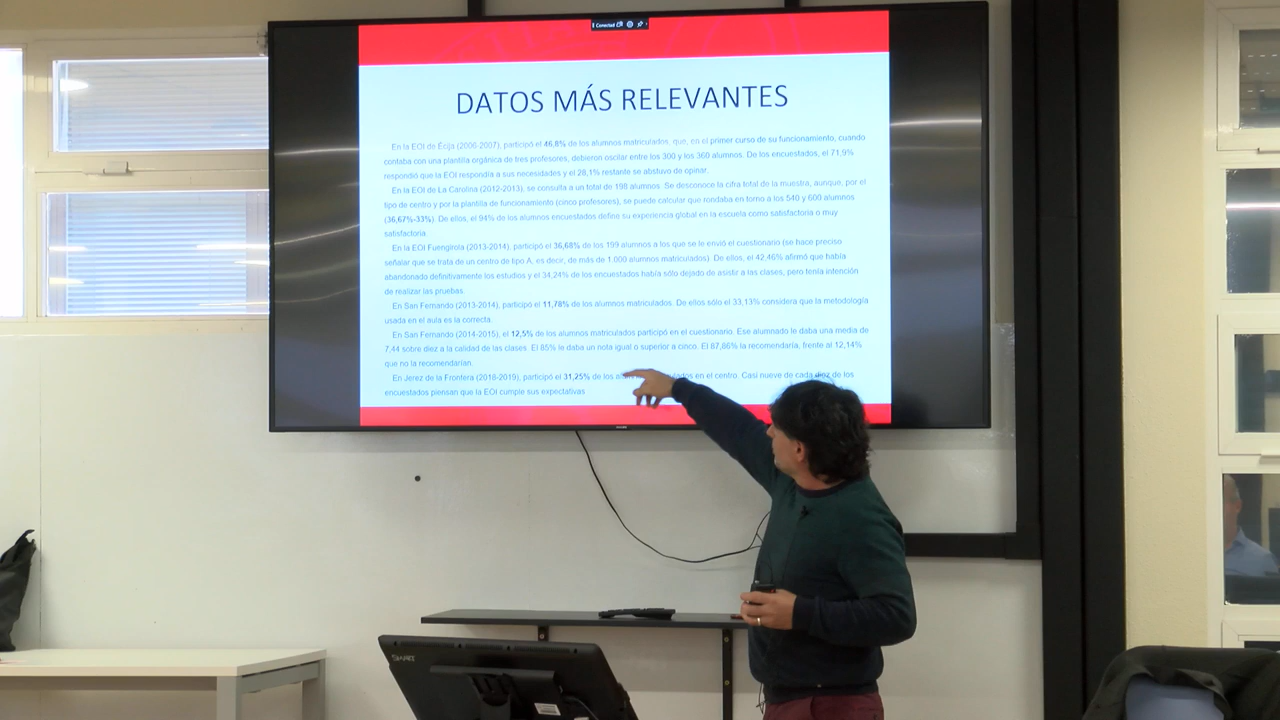 Conectad
DATOS MÁS RELEVANTES
En la EOI de Écija (2006-2007), participó el 46,8% de los alumnos matriculados, que, en el primer curso de su funcionamiento, cuando
contaba con una plantilla orgánica de tres profesores, debieron oscilar entre los 300 y los 360 alumnos. De los encuestados, el 71,9%
respondió que la EOI respondía a sus necesidades y el 28,1% restante se abstuvo de opinar.
En la EOI de La Carolina (2012-2013), se consulta a un total de 198 alumnos. Se desconoce la cifra total de la muestra, aunque, por el
tipo de centro y por la plantilla de funcionamiento (cinco profesores), se puede calcular que rondaba en torno a los 540 y 600 alumnos
(36,67%-33%). De ellos, el 94% de los alumnos encuestados define su experiencia global en la escuela como satisfactoria o muy
satisfactoria.
En la EOI Fuengirola (2013-2014), participó el 36,68% de los 199 alumnos a los que se le envió el cuestionario (se hace preciso
señalar que se trata de un centro de tipo A, es decir, de más de 1.000 alumnos matriculados). De ellos, el 42,46% afirmó que había
abandonado definitivamente los estudios y el 34,24% de los encuestados había sólo dejado de asistir a las clases, pero tenía intención
de realizar las pruebas.
En San Fernando (2013-2014), participó el 11,78% de los alumnos matriculados. De ellos sólo el 33,13% considera que la metodología
usada en el aula es la correcta.
En San Fernando (2014-2015), el 12,5% de los alumnos matriculados participó en el cuestionario. Ese alumnado le daba una media de
7,44 sobre diez a la calidad de las clases. El 85% le daba un nota igual o superior a cinco. El 87,86% la recomendaría, frente al 12,14%
que no la recomendarían.
En Jerez de la Frontera (2018-2019), participó el 31,25% de los en el centro. Casi nueve de cada diez de los
encuestados piensan que la EOI cumple sus expectativas
SMART